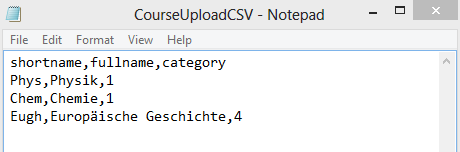 CourseUploadCSV - Notepad
File Edit Format View Help
shortname,fullname,category
Phys,Physik,1
Chem,Chemie,1
Eugh,Europäische Geschichte,4